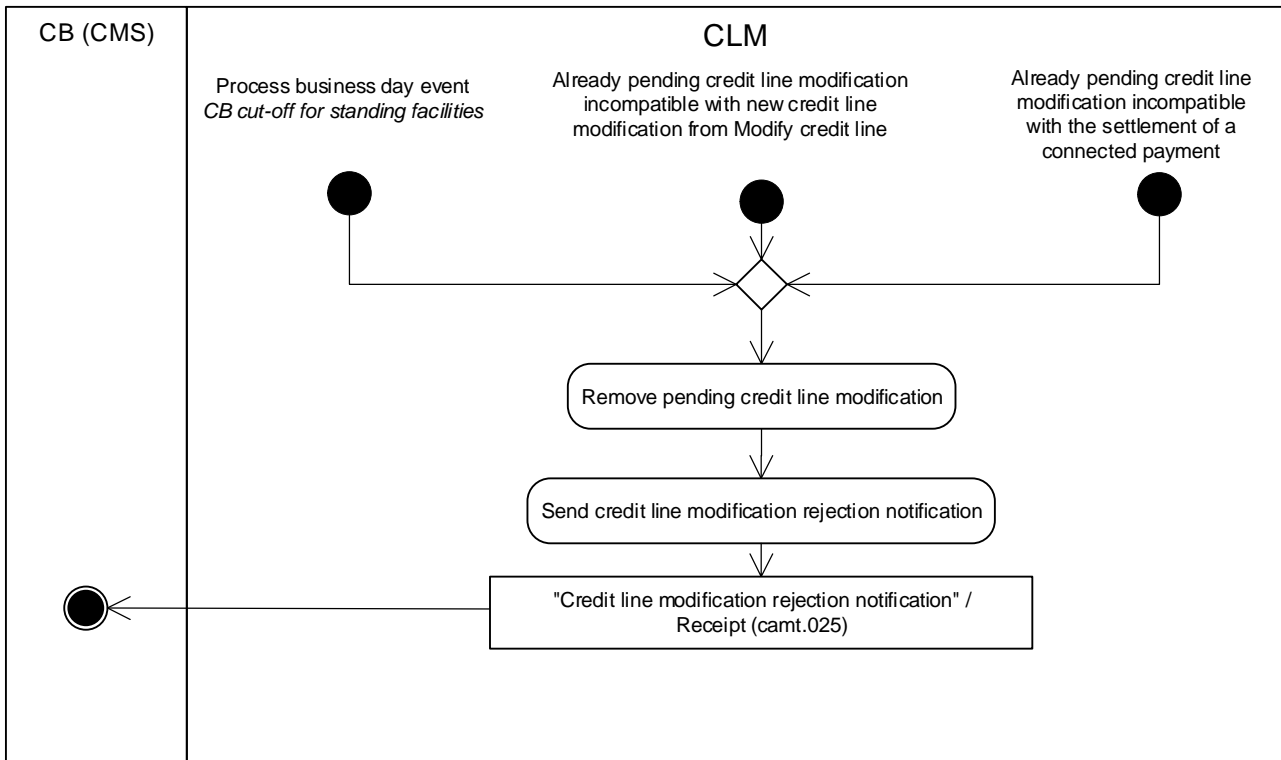 CB (CMS)
CLM
Process business day event
CB cut-off for standing facilities
Already pending credit line modification
incompatible with new credit line
modification from Modify credit line
Already pending credit line
modification incompatible
with the settlement of a
connected payment
Remove pending credit line modification
Send credit line modification rejection notification
"Credit line modification rejection notification" /
Receipt (camt.025)